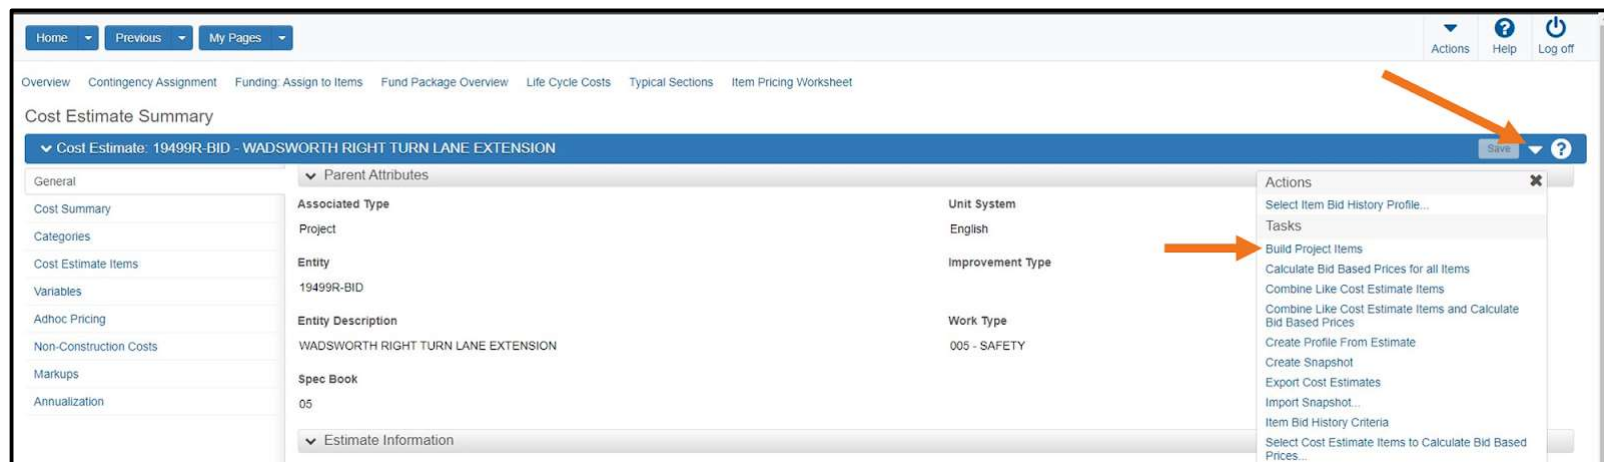 Home Previous My Pages
Actions Help Log off
Overview Contingency Assignment Funding: Assign to Items Fund Package Overview Life Cycle Costs Typical Sections Item Pricing Worksheet
Cost Estimate Summary
Cost Estimate: 19499R-BID - WADSWORTH RIGHT TURN LANE EXTENSION
Save ?
General
Cost Summary
Categories
Cost Estimate Items
Variables
Adhoc Pricing
Non-Construction Costs
Markups
Annualization
Parent Attributes
Associated Type
Project
Entity
19499R-BID
Entity Description
WADSWORTH RIGHT TURN LANE EXTENSION
Spec Book
05
Unit System
English
Improvement Type
Work Type
005 - SAFETY
Estimate Information
Actions
Select Item Bid History Profile...
Tasks
Build Project Items
Calculate Bid Based Prices for all Items
Combine Like Cost Estimate Items
Combine Like Cost Estimate Items and Calculate
Bid Based Prices
Create Profile From Estimate
Create Snapshot
Export Cost Estimates
Import Snapshot...
Item Bid History Criteria
Select Cost Estimate Items to Calculate Bid Based
Prices...